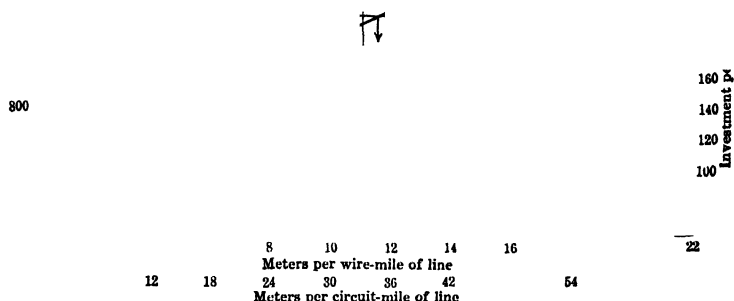 160
800
140
120
100
Investment
8 10 12 14 16 22
Meters per wire-mile of line
12 18 24 30 36 42 54
Meters per circuit-mile of line